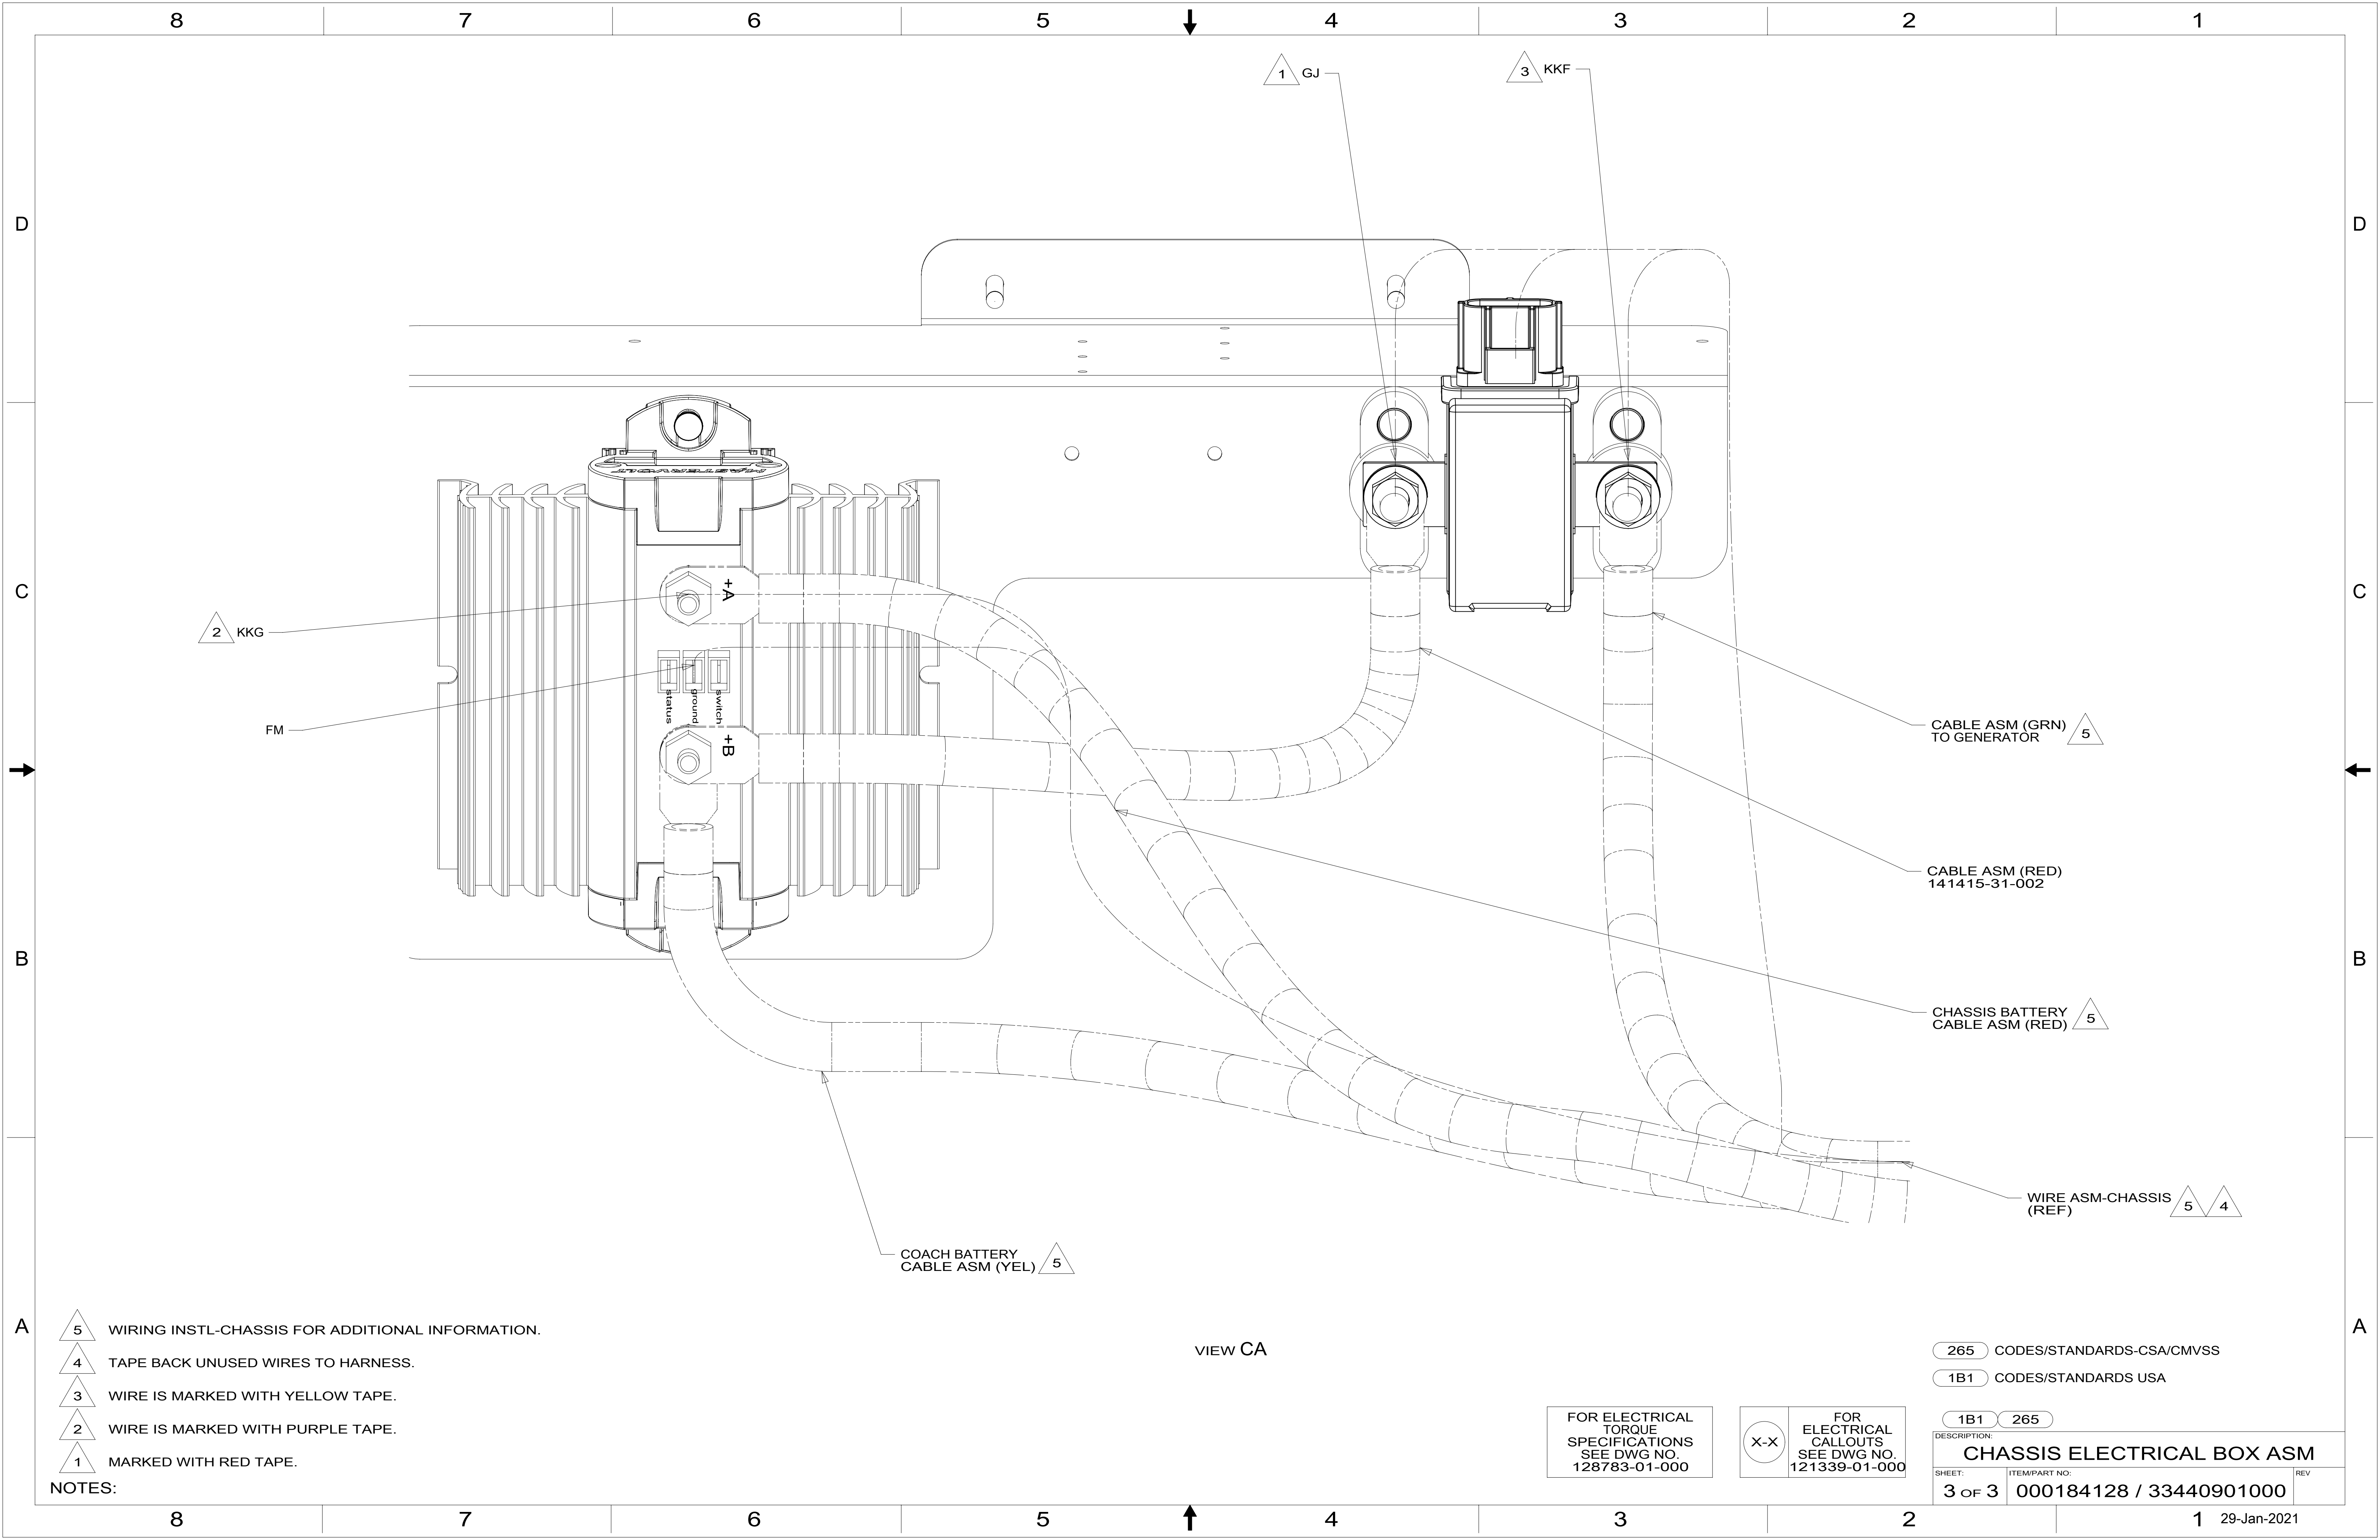 8 7 6 5 4 3 2 1
1 GJ
3 KKF
D D
MASTERVOLT
+A
C C
2 KKG
status
ground
switch
FM
+B
CABLE ASM (GRN)
TO GENERATOR 5
CABLE ASM (RED)
141415-31-002
B B
CHASSIS BATTERY
CABLE ASM (RED) 5
WIRE ASM-CHASSIS
(REF) 5 4
COACH BATTERY
CABLE ASM (YEL) 5
A A
5 WIRING INSTL-CHASSIS FOR ADDITIONAL INFORMATION.
4 TAPE BACK UNUSED WIRES TO HARNESS.
3 WIRE IS MARKED WITH YELLOW TAPE.
2 WIRE IS MARKED WITH PURPLE TAPE.
1 MARKED WITH RED TAPE.
NOTES:
VIEW CA
FOR ELECTRICAL
TORQUE
SPECIFICATIONS
SEE DWG NO.
128783-01-000
X-X
FOR
ELECTRICAL
CALLOUTS
SEE DWG NO.
121339-01-000
265 CODES/STANDARDS-CSA/CMVSS
1B1 CODES/STANDARDS USA
1B1 265
DESCRIPTION:
CHASSIS ELECTRICAL BOX ASM
SHEET:
3 OF 3
ITEM/PART NO:
000184128 / 33440901000
REV
8 7 6 5 4 3 2 1
29-Jan-2021